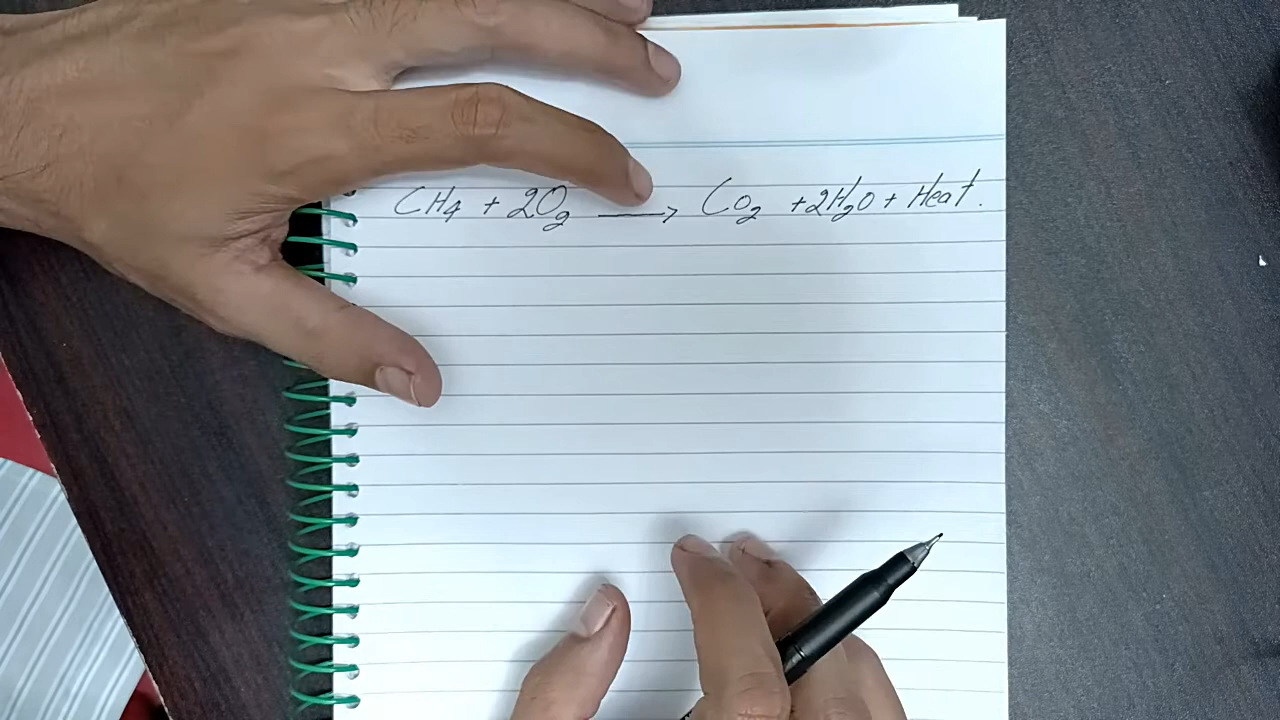 CH4 + 2O2 → CO2 + 2H2O + Heat.